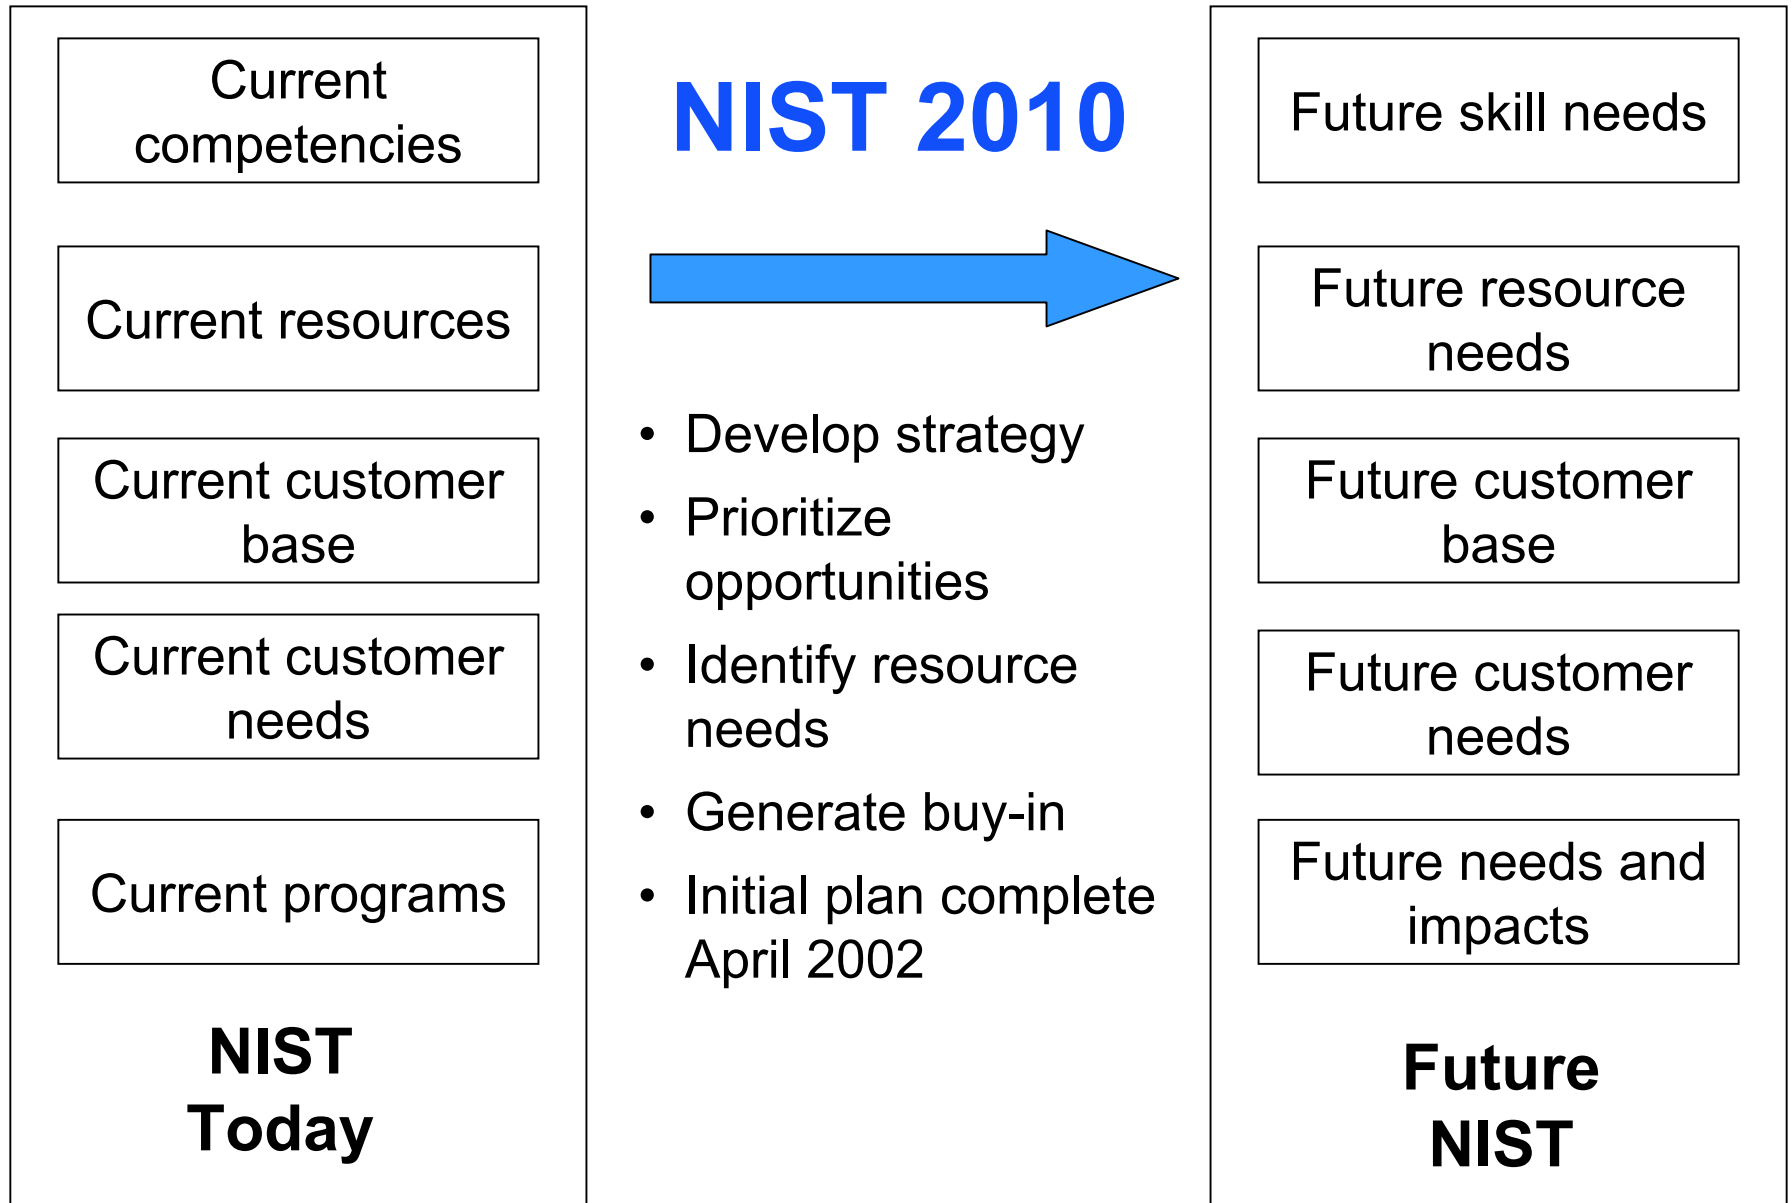 Current
competencies
Current resources
Current customer
base
Current customer
needs
Current programs
NIST
Today
NIST 2010
• Develop strategy
• Prioritize
opportunities
• Identify resource
needs
• Generate buy-in
• Initial plan complete
April 2002
Future skill needs
Future resource
needs
Future customer
base
Future customer
needs
Future needs and
impacts
Future
NIST